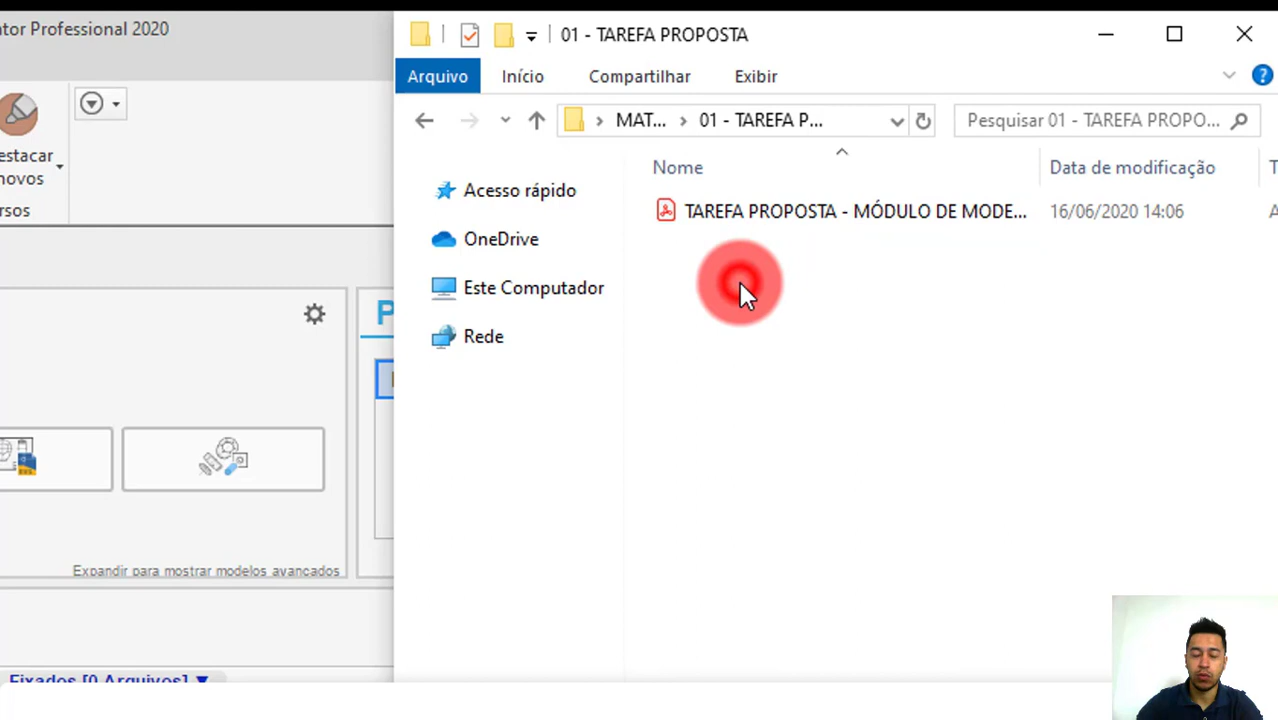 ator Professional 2020
01 - TAREFA PROPOSTA
Arquivo
Início
Compartilhar
Exibir
MAT...
01 - TAREFA P...
Pesquisar 01 - TAREFA PROPO...
estacar
novos
rsos
Acesso rápido
OneDrive
Este Computador
Rede
Nome
Data de modificação
T
TAREFA PROPOSTA - MÓDULO DE MODE...
16/06/2020 14:06
A
P
Expandir para mostrar modelos avançados
Fixados [0 Arquivos]